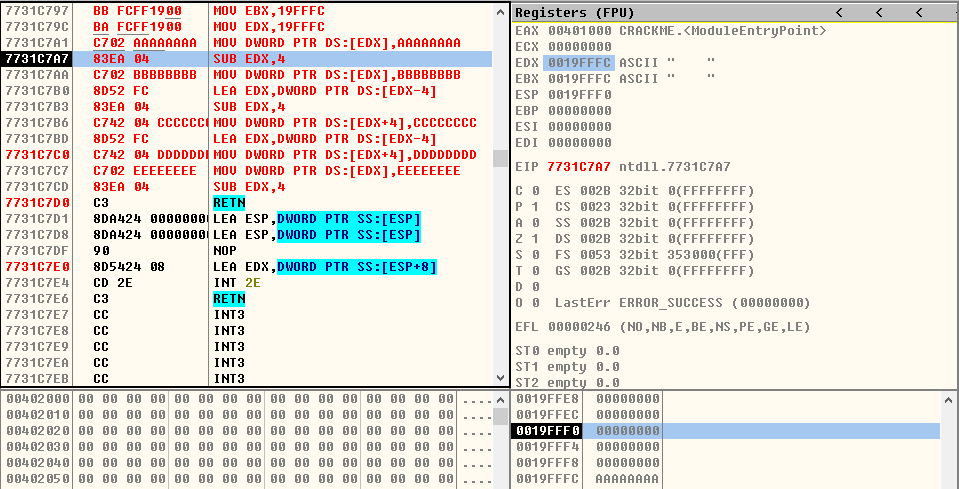 7731C797 BB FCFF1900 MOV EBX,19FFFC
7731C79C BA FCFF1900 MOV EDX,19FFFC
7731C7A1 C702 AAAAAAAA MOV DWORD PTR DS:[EDX],AAAAAAAA
7731C7A7 83EA 04 SUB EDX,4
7731C7AA C702 BBBBBBBB MOV DWORD PTR DS:[EDX],BBBBBBBB
7731C7B0 8D52 FC LEA EDX,DWORD PTR DS:[EDX-4]
7731C7B3 83EA 04 SUB EDX,4
7731C7B6 C742 04 CCCCCC MOV DWORD PTR DS:[EDX+4],CCCCCCCC
7731C7BD 8D52 FC LEA EDX,DWORD PTR DS:[EDX-4]
7731C7C0 C742 04 DDDDDD MOV DWORD PTR DS:[EDX+4],DDDDDDDD
7731C7C7 C702 EEEEEEEE MOV DWORD PTR DS:[EDX],EEEEEEEE
7731C7CD 83EA 04 SUB EDX,4
7731C7D0 C3 RETN
7731C7D1 8DA424 0000000 LEA ESP,DWORD PTR SS:[ESP]
7731C7D8 8DA424 0000000 LEA ESP,DWORD PTR SS:[ESP]
7731C7DF 90 NOP
7731C7E0 8D5424 08 LEA EDX,DWORD PTR SS:[ESP+8]
7731C7E4 CD 2E INT 2E
7731C7E6 C3 RETN
7731C7E7 CC INT3
7731C7E8 CC INT3
7731C7E9 CC INT3
7731C7EA CC INT3
7731C7EB CC INT3
Registers (FPU) < < <
EAX 00401000 CRACKME.<ModuleEntryPoint>
ECX 00000000
EDX 0019FFFC ASCII "    "
EBX 0019FFFC ASCII "    "
ESP 0019FFF0
EBP 00000000
ESI 00000000
EDI 00000000
EIP 7731C7A7 ntdll.7731C7A7
C 0 ES 002B 32bit 0(FFFFFFFF)
P 1 CS 0023 32bit 0(FFFFFFFF)
A 0 SS 002B 32bit 0(FFFFFFFF)
Z 1 DS 002B 32bit 0(FFFFFFFF)
S 0 FS 0053 32bit 353000(FFF)
T 0 GS 002B 32bit 0(FFFFFFFF)
D 0
O 0 LastErr ERROR_SUCCESS (00000000)
EFL 00000246 (NO,NB,E,BE,NS,PE,GE,LE)
ST0 empty 0.0
ST1 empty 0.0
ST2 empty 0.0
00402000 00 00 00 00 00 00 00 00 00 00 00 00 00 00 00 00 ....
00402010 00 00 00 00 00 00 00 00 00 00 00 00 00 00 00 00 ....
00402020 00 00 00 00 00 00 00 00 00 00 00 00 00 00 00 00 ....
00402030 00 00 00 00 00 00 00 00 00 00 00 00 00 00 00 00 ....
00402040 00 00 00 00 00 00 00 00 00 00 00 00 00 00 00 00 ....
00402050 00 00 00 00 00 00 00 00 00 00 00 00 00 00 00 00 ....
0019FFE8 00000000
0019FFEC 00000000
0019FFF0 00000000
0019FFF4 00000000
0019FFF8 00000000
0019FFFC AAAAAAAA